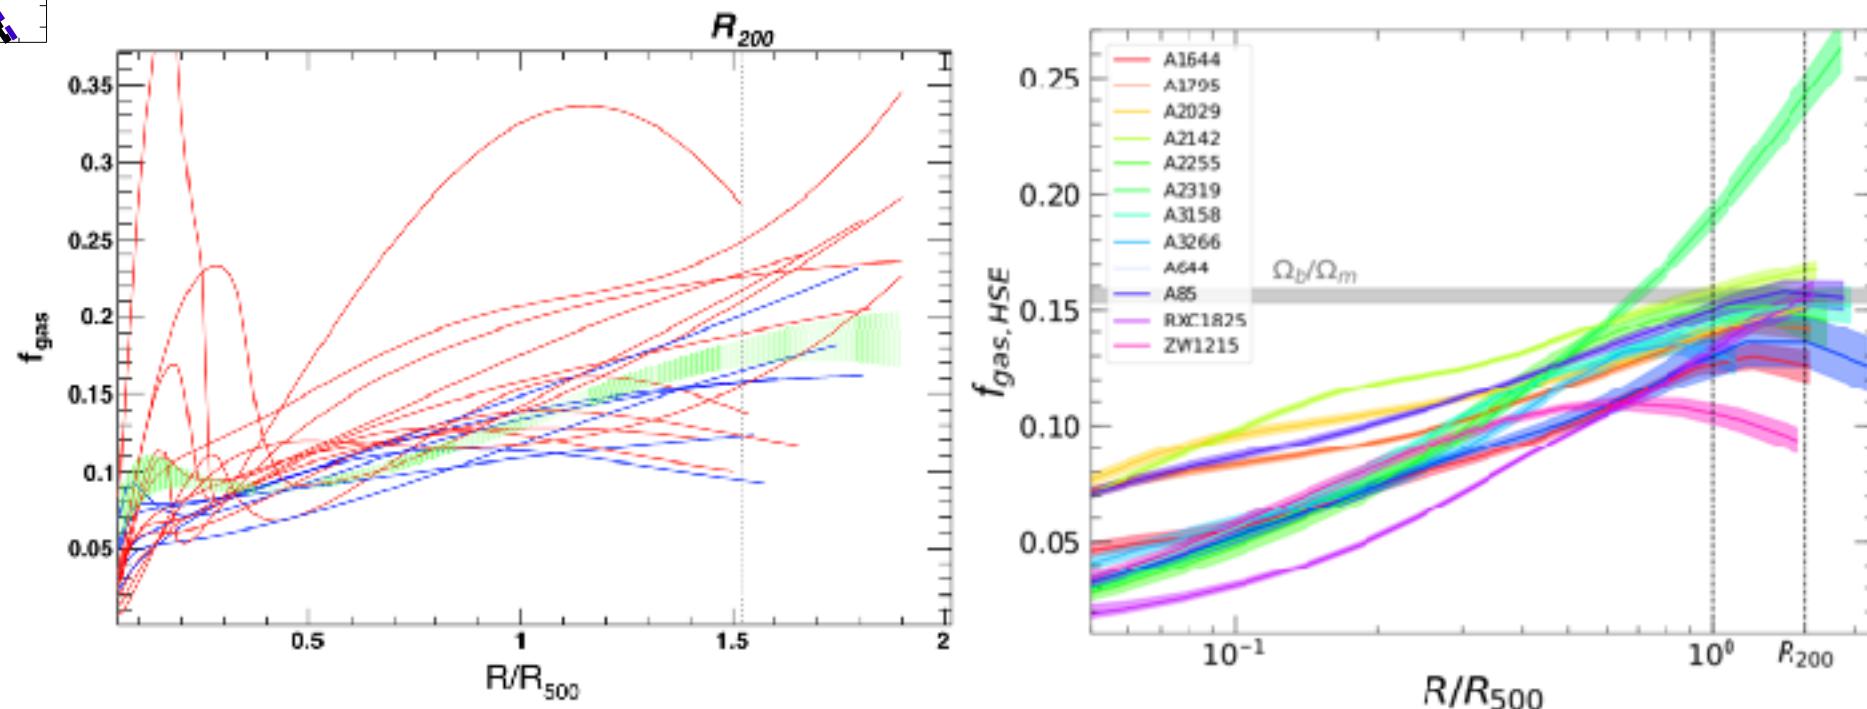 R200
0.35
0.3
0.25
0.2
0.15
0.1
0.05
fgas
0.5
1
1.5
2
R/R500
A1644
A1795
A2029
A2142
A2255
A2319
A3158
A3266
A644
A85
RXC1825
ZW1215
Ωb/Ωm
0.25
0.20
0.15
0.10
0.05
fgas, HSE
10⁻¹
10⁰
R200
R/R500